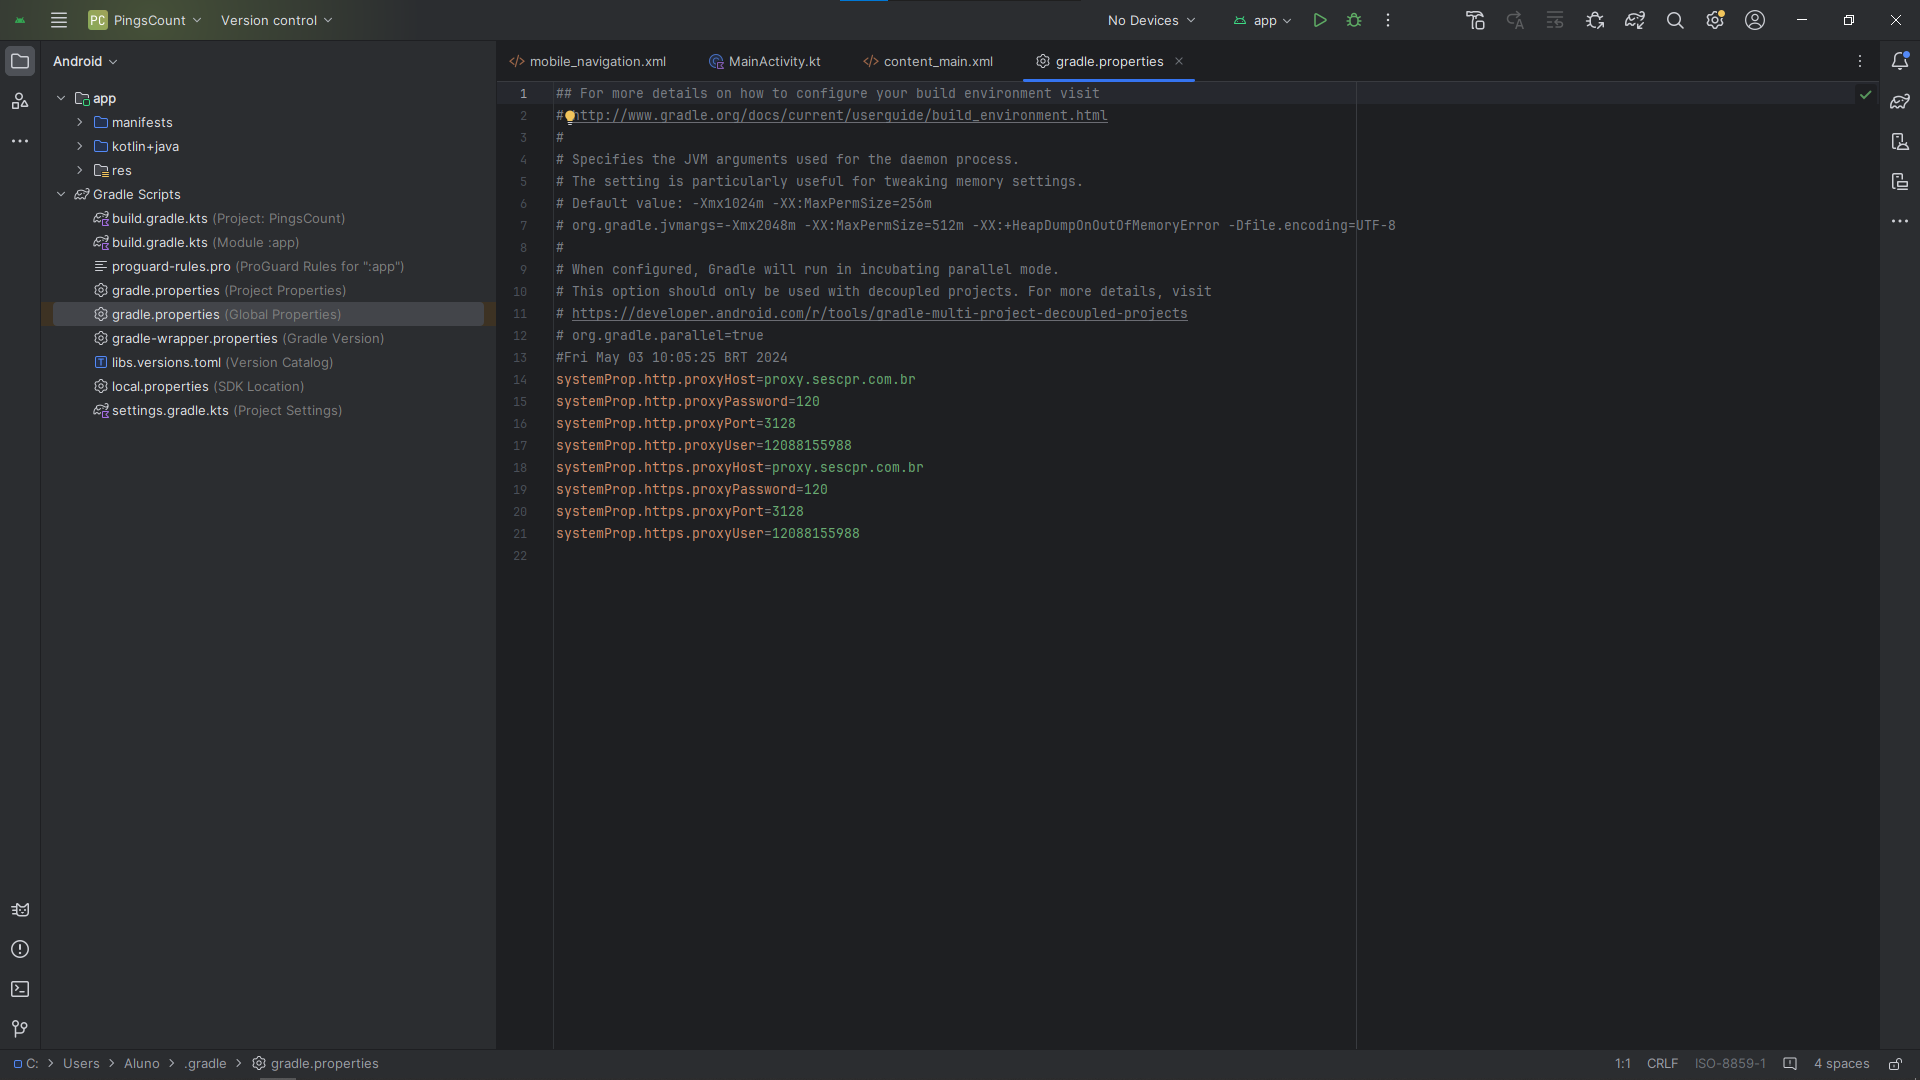 PC PingsCount Version control No Devices app
Android
app
manifests
kotlin+java
res
Gradle Scripts
build.gradle.kts (Project: PingsCount)
build.gradle.kts (Module :app)
proguard-rules.pro (ProGuard Rules for ":app")
gradle.properties (Project Properties)
gradle.properties (Global Properties)
gradle-wrapper.properties (Gradle Version)
libs.versions.toml (Version Catalog)
local.properties (SDK Location)
settings.gradle.kts (Project Settings)
mobile_navigation.xml MainActivity.kt content_main.xml gradle.properties
1 ## For more details on how to configure your build environment visit
2 # http://www.gradle.org/docs/current/userguide/build_environment.html
3 #
4 # Specifies the JVM arguments used for the daemon process.
5 # The setting is particularly useful for tweaking memory settings.
6 # Default value: -Xmx1024m -XX:MaxPermSize=256m
7 # org.gradle.jvmargs=-Xmx2048m -XX:MaxPermSize=512m -XX:+HeapDumpOnOutOfMemoryError -Dfile.encoding=UTF-8
8 #
9 # When configured, Gradle will run in incubating parallel mode.
10 # This option should only be used with decoupled projects. For more details, visit
11 # https://developer.android.com/r/tools/gradle-multi-project-decoupled-projects
12 # org.gradle.parallel=true
13 #Fri May 03 10:05:25 BRT 2024
14 systemProp.http.proxyHost=proxy.sescpr.com.br
15 systemProp.http.proxyPassword=120
16 systemProp.http.proxyPort=3128
17 systemProp.http.proxyUser=12088155988
18 systemProp.https.proxyHost=proxy.sescpr.com.br
19 systemProp.https.proxyPassword=120
20 systemProp.https.proxyPort=3128
21 systemProp.https.proxyUser=12088155988
22
C: > Users > Aluno > .gradle > gradle.properties 1:1 CRLF ISO-8859-1 4 spaces